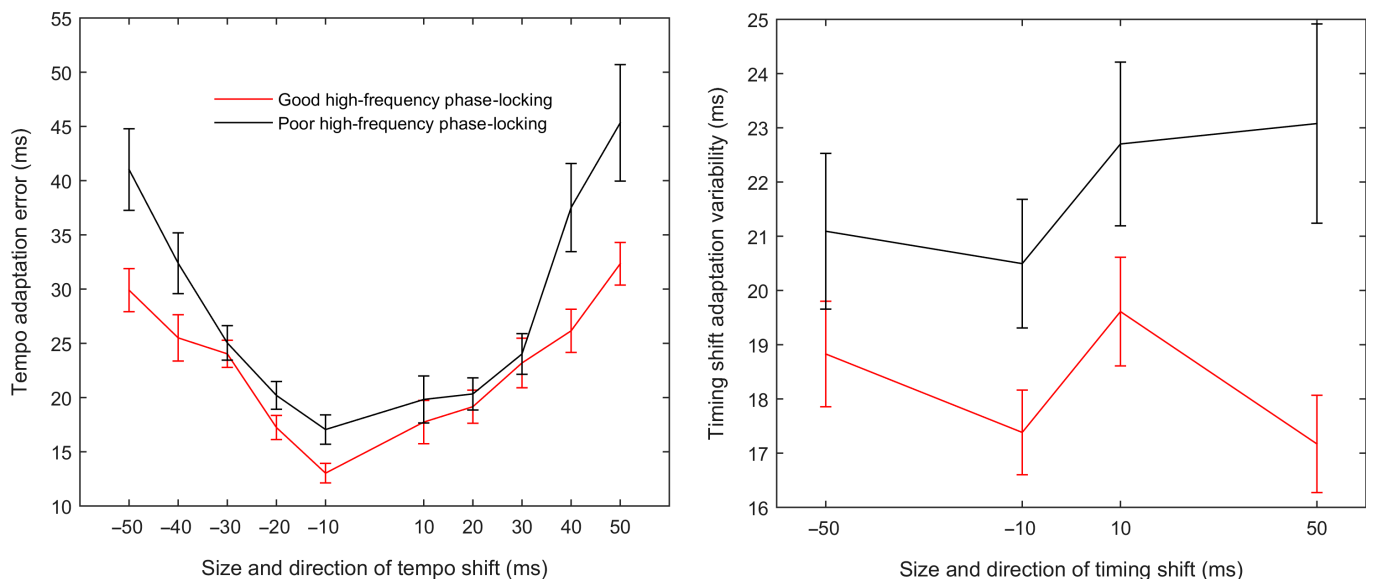 55
50
45
40
35
30
25
20
15
10
Tempo adaptation error (ms)
Good high-frequency phase-locking
Poor high-frequency phase-locking
–50 –40 –30 –20 –10 10 20 30 40 50
Size and direction of tempo shift (ms)
25
24
23
22
21
20
19
18
17
16
Timing shift adaptation variability (ms)
–50 –10 10 50
Size and direction of timing shift (ms)